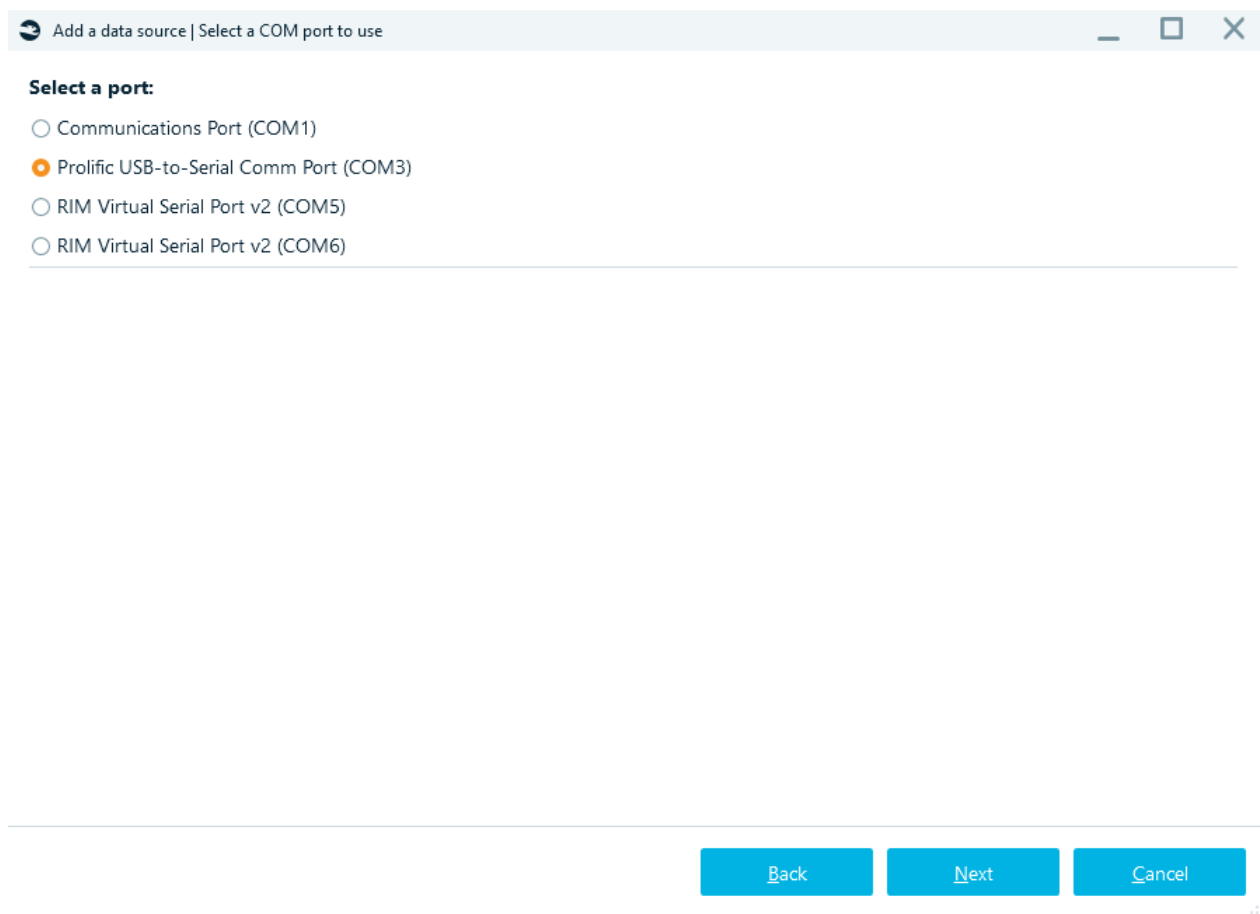 Add a data source | Select a COM port to use
Select a port:
Communications Port (COM1)
Prolific USB-to-Serial Comm Port (COM3)
RIM Virtual Serial Port v2 (COM5)
RIM Virtual Serial Port v2 (COM6)
Back Next Cancel